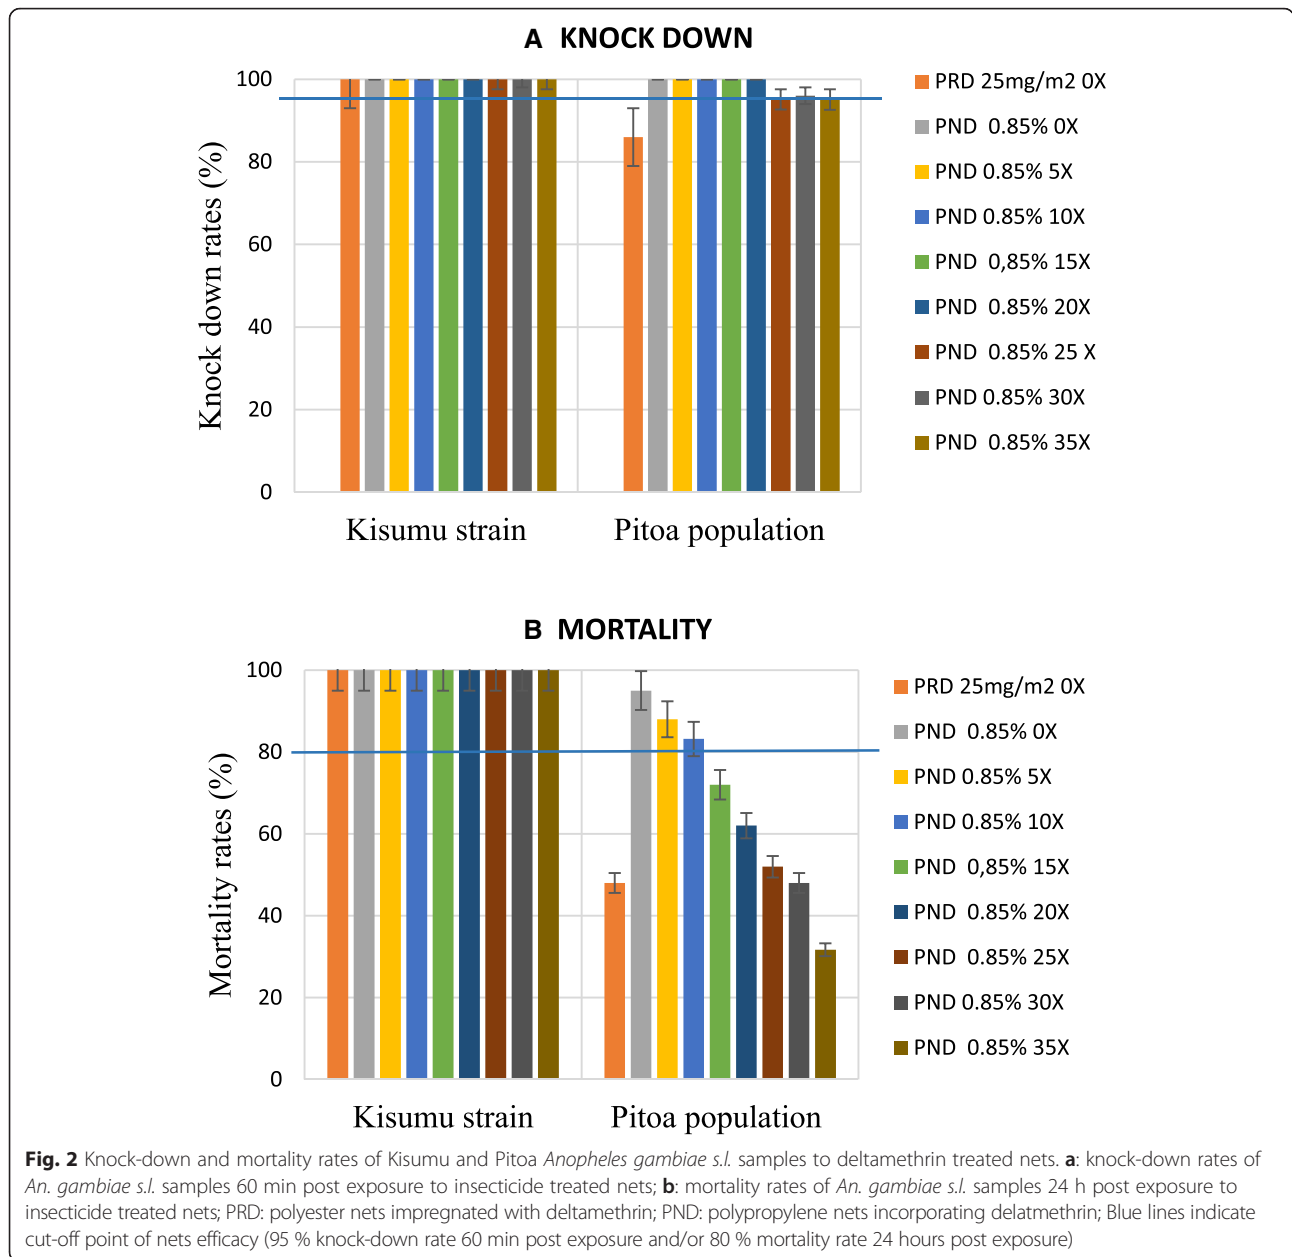 A KNOCK DOWN
100
80
60
40
20
0
Knock down rates (%)
Kisumu strain
Pitoa population
PRD 25mg/m2 0X
PND 0.85% 0X
PND 0.85% 5X
PND 0.85% 10X
PND 0,85% 15X
PND 0.85% 20X
PND 0.85% 25 X
PND 0.85% 30X
PND 0.85% 35X
B MORTALITY
100
80
60
40
20
0
Mortality rates (%)
Kisumu strain
Pitoa population
PRD 25mg/m2 0X
PND 0.85% 0X
PND 0.85% 5X
PND 0.85% 10X
PND 0,85% 15X
PND 0.85% 20X
PND 0.85% 25X
PND 0.85% 30X
PND 0.85% 35X
Fig. 2 Knock-down and mortality rates of Kisumu and Pitoa Anopheles gambiae s.l. samples to deltamethrin treated nets. a: knock-down rates of
An. gambiae s.l. samples 60 min post exposure to insecticide treated nets; b: mortality rates of An. gambiae s.l. samples 24 h post exposure to
insecticide treated nets; PRD: polyester nets impregnated with deltamethrin; PND: polypropylene nets incorporating delatmethrin; Blue lines indicate
cut-off point of nets efficacy (95 % knock-down rate 60 min post exposure and/or 80 % mortality rate 24 hours post exposure)